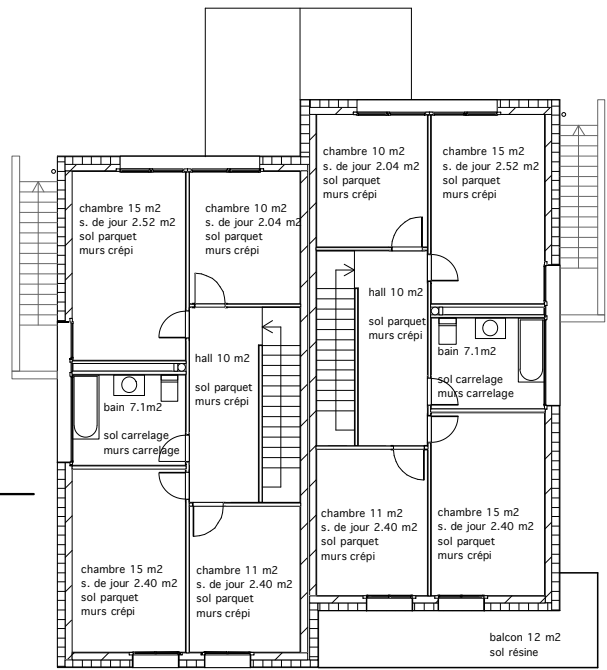 chambre 10 m2
s. de jour 2.04 m2
sol parquet
murs crépi
chambre 15 m2
s. de jour 2.52 m2
sol parquet
murs crépi
chambre 15 m2
s. de jour 2.52 m2
sol parquet
murs crépi
chambre 10 m2
s. de jour 2.04 m2
sol parquet
murs crépi
hall 10 m2
sol parquet
murs crépi
bain 7.1m2
sol carrelage
murs carrelage
hall 10 m2
sol parquet
murs crépi
bain 7.1m2
sol carrelage
murs carrelage
chambre 11 m2
s. de jour 2.40 m2
sol parquet
murs crépi
chambre 15 m2
s. de jour 2.40 m2
sol parquet
murs crépi
chambre 15 m2
s. de jour 2.40 m2
sol parquet
murs crépi
chambre 11 m2
s. de jour 2.40 m2
sol parquet
murs crépi
balcon 12 m2
sol résine